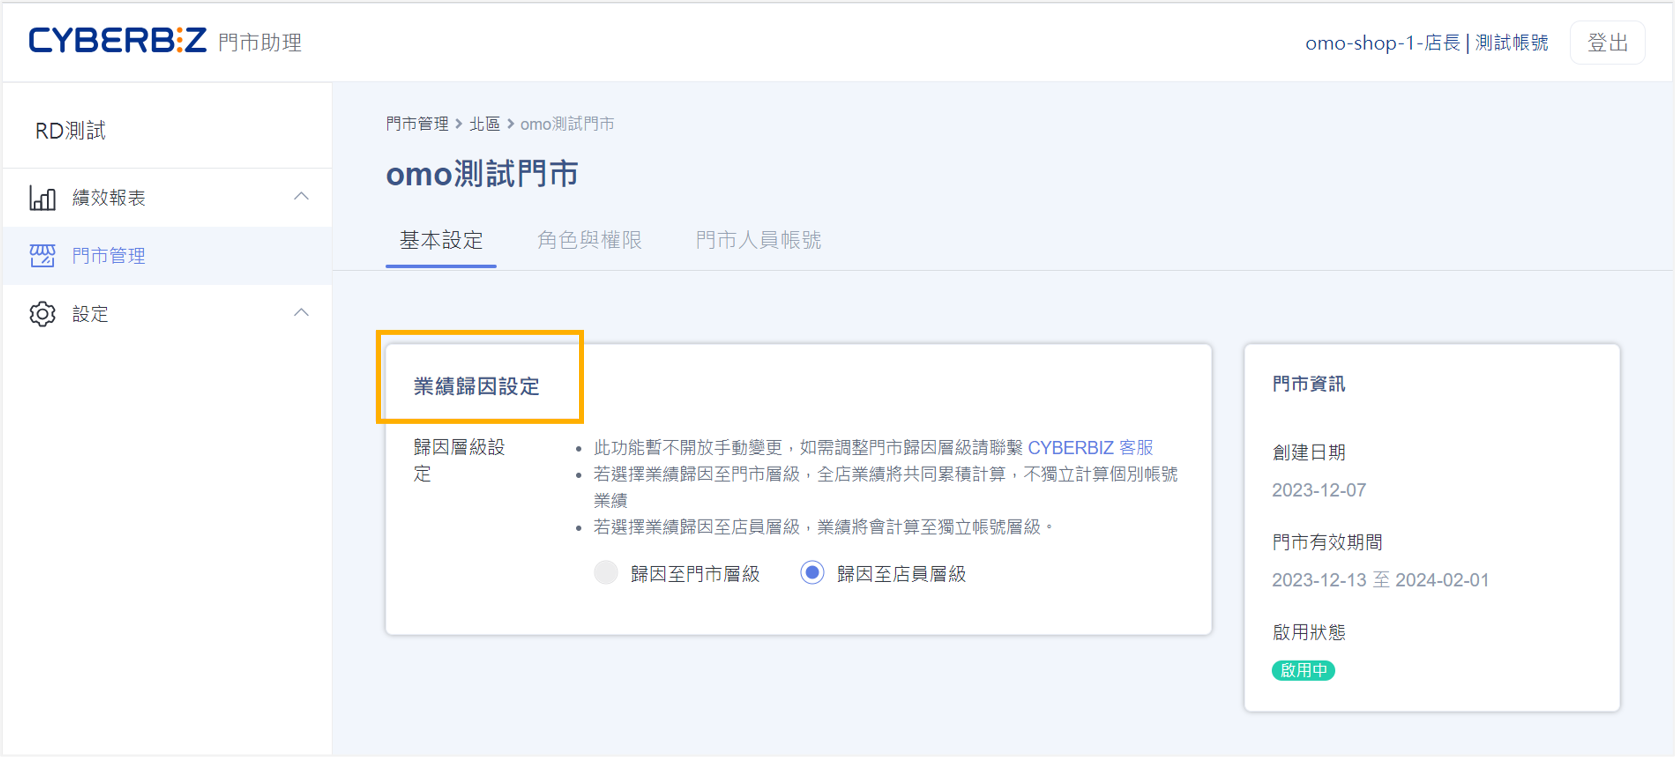 CYBERBIZ 門市助理
omo-shop-1-店長 | 測試帳號
登出
RD測試
績效報表
門市管理
設定
門市管理 > 北區 > omo測試門市
omo測試門市
基本設定
角色與權限
門市人員帳號
業績歸因設定
歸因層級設
定
• 此功能暫不開放手動變更，如需調整門市歸因層級請聯繫 CYBERBIZ 客服
• 若選擇業績歸因至門市層級，全店業績將共同累積計算，不獨立計算個別帳號
業績
• 若選擇業績歸因至店員層級，業績將會計算至獨立帳號層級。
歸因至門市層級
歸因至店員層級
門市資訊
創建日期
2023-12-07
門市有效期間
2023-12-13 至 2024-02-01
啟用狀態
啟用中